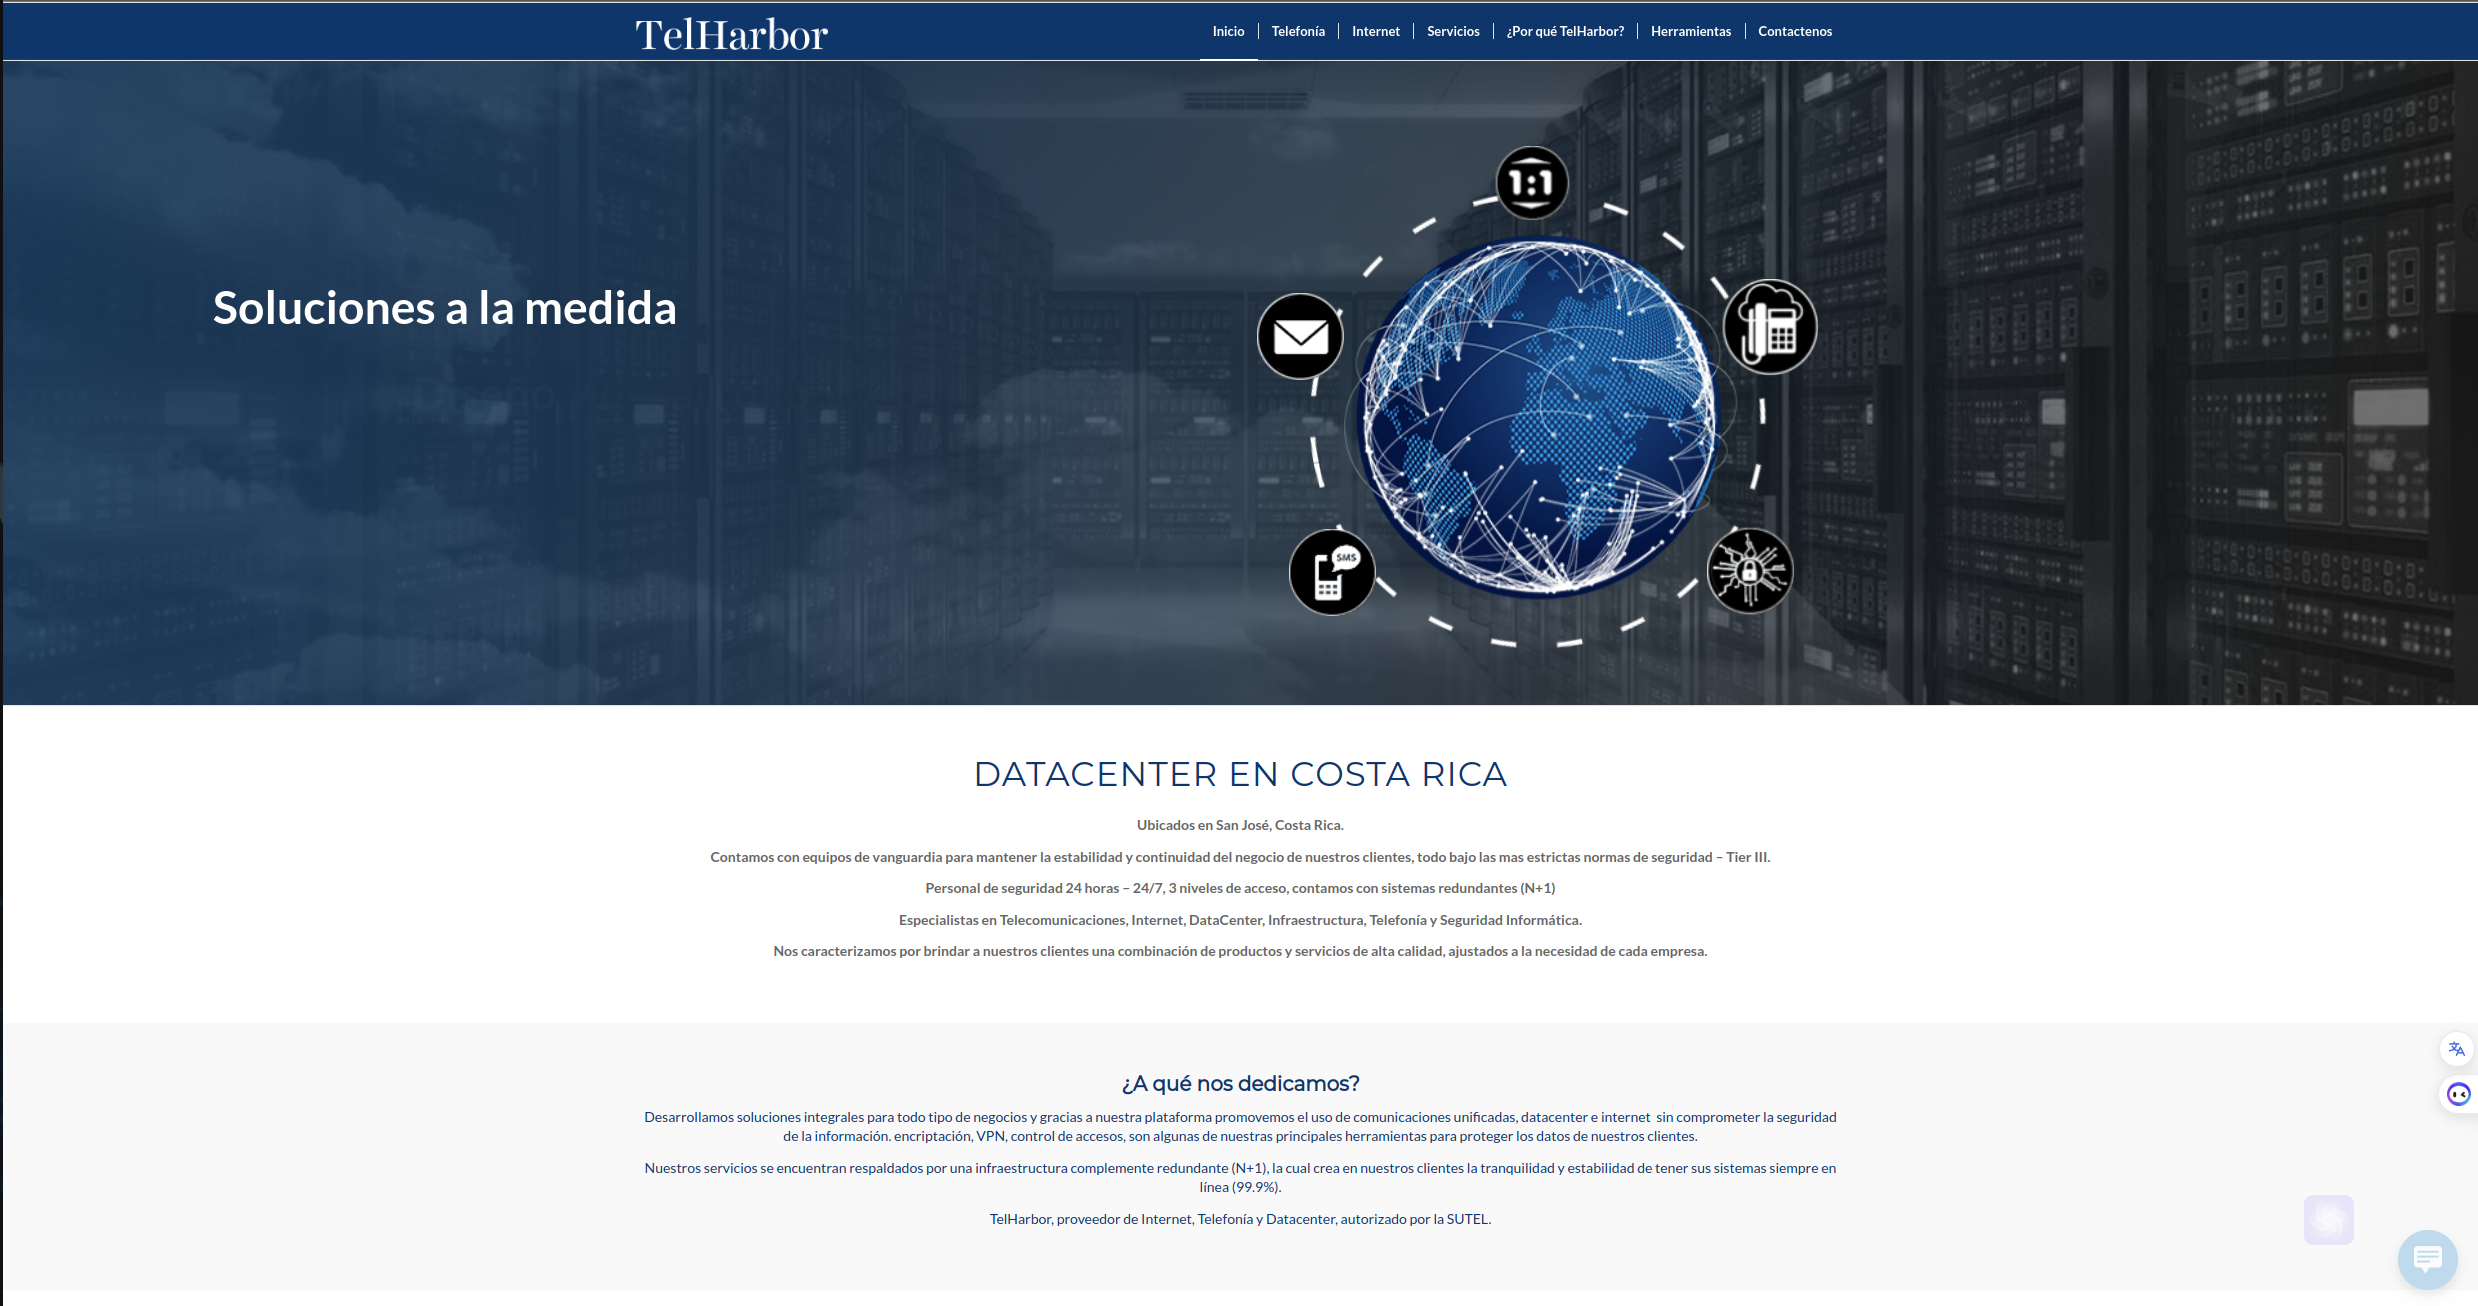 TelHarbor
Inicio
Telefonía
Internet
Servicios
¿Por qué TelHarbor?
Herramientas
Contactenos
1:1
Soluciones a la medida
Diseño
SMS
DATACENTER EN COSTA RICA
Ubicados en San José, Costa Rica.
Contamos con equipos de vanguardia para mantener la estabilidad y continuidad del negocio de nuestros clientes, todo bajo las mas estrictas normas de seguridad – Tier III.
Personal de seguridad 24 horas – 24/7, 3 niveles de acceso, contamos con sistemas redundantes (N+1)
Especialistas en Telecomunicaciones, Internet, DataCenter, Infraestructura, Telefonía y Seguridad Informática.
Nos caracterizamos por brindar a nuestros clientes una combinación de productos y servicios de alta calidad, ajustados a la necesidad de cada empresa.
¿A qué nos dedicamos?
Desarrollamos soluciones integrales para todo tipo de negocios y gracias a nuestra plataforma promovemos el uso de comunicaciones unificadas, datacenter e internet sin comprometer la seguridad
de la información. encriptación, VPN, control de accesos, son algunas de nuestras principales herramientas para proteger los datos de nuestros clientes.
Nuestros servicios se encuentran respaldados por una infraestructura complemente redundante (N+1), la cual crea en nuestros clientes la tranquilidad y estabilidad de tener sus sistemas siempre en
línea (99.9%).
TelHarbor, proveedor de Internet, Telefonía y Datacenter, autorizado por la SUTEL.